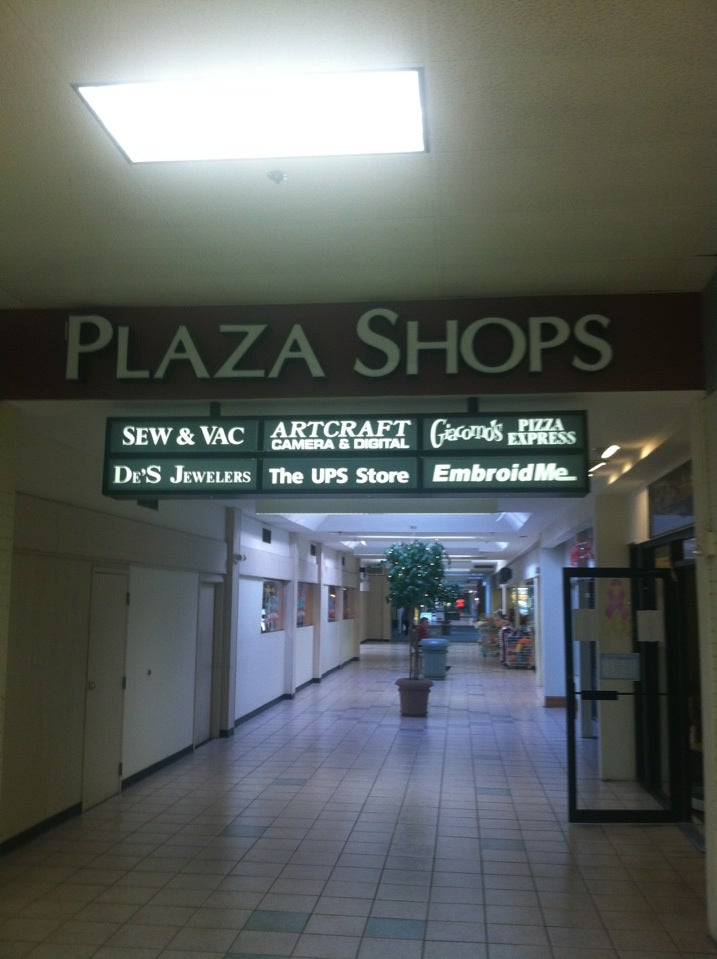 PLAZA SHOPS
SEW & VAC
ARTCRAFT
CAMERA & DIGITAL
Giacomo's PIZZA EXPRESS
DE'S JEWELERS
The UPS Store
EmbroidMe